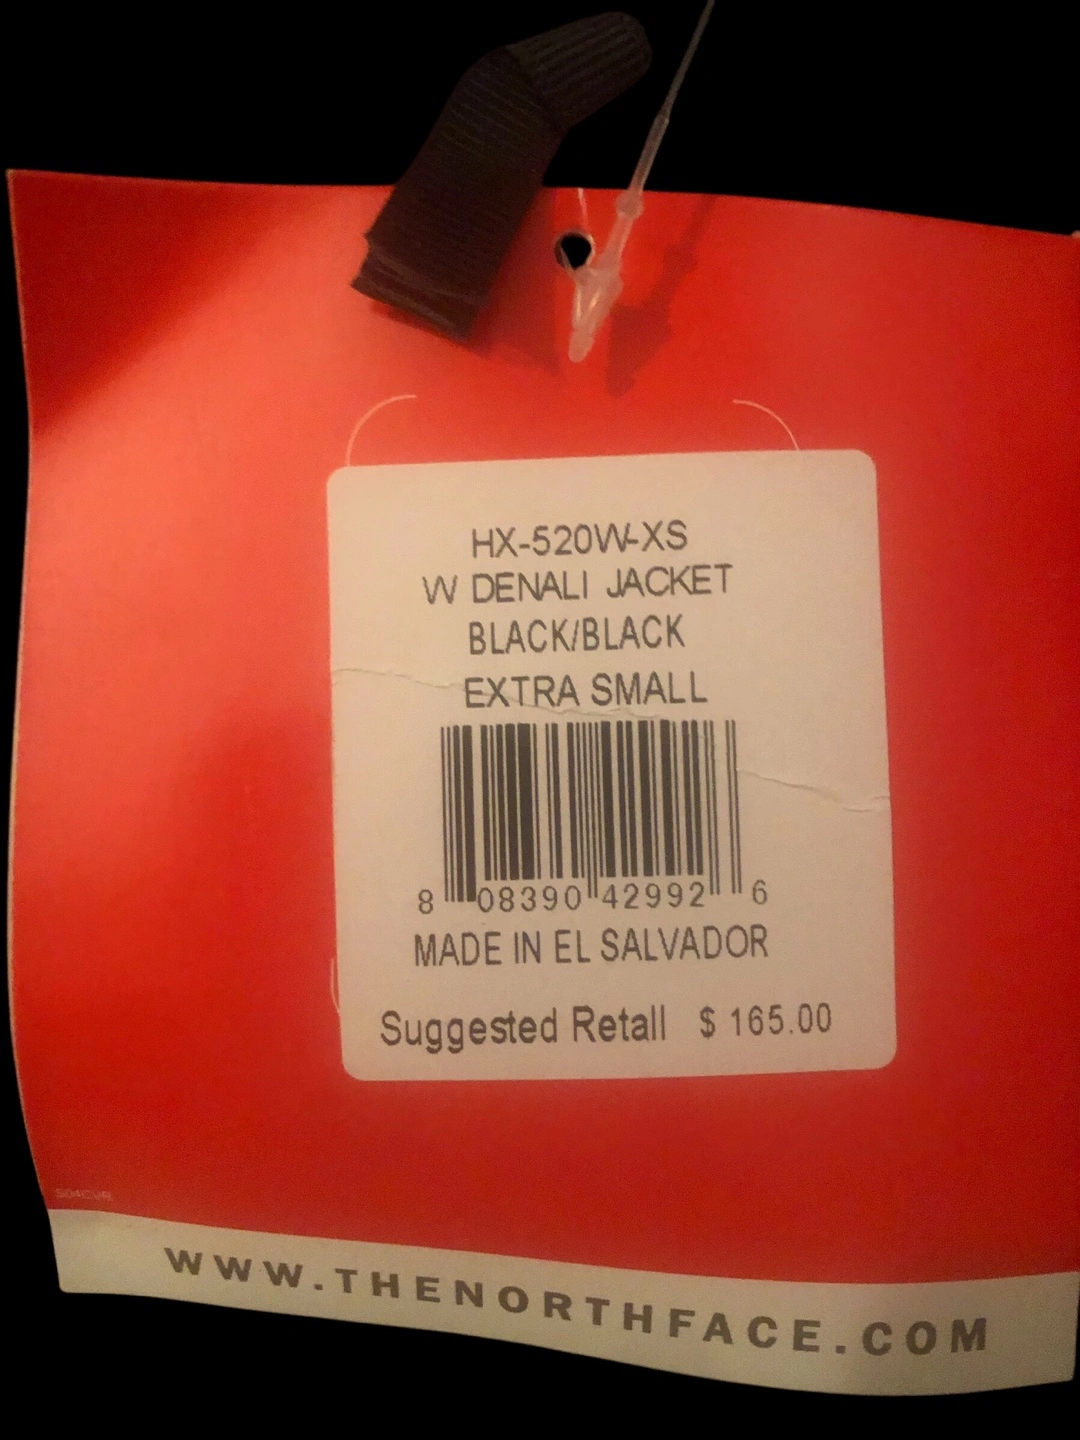 HX-520W-XS
W DENALI JACKET
BLACK/BLACK
EXTRA SMALL
8 08390 42992 6
MADE IN EL SALVADOR
Suggested Retail $ 165.00
S04CVR
WWW.THENORTHFACE.COM